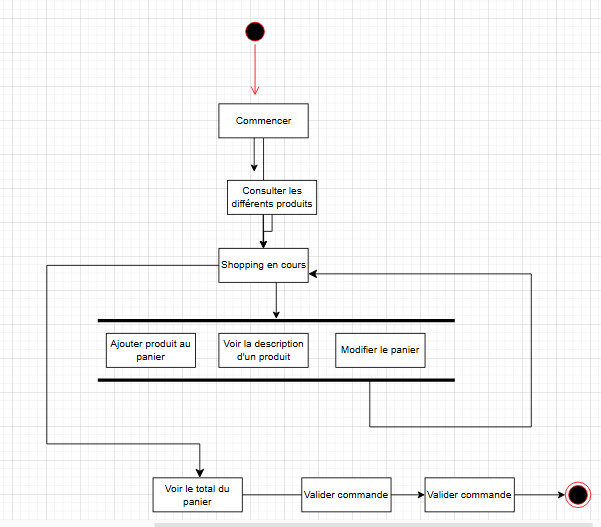 Commencer
Consulter les
différents produits
Shopping en cours
Ajouter produit au
panier
Voir la description
d'un produit
Modifier le panier
Voir le total du
panier
Valider commande
Valider commande